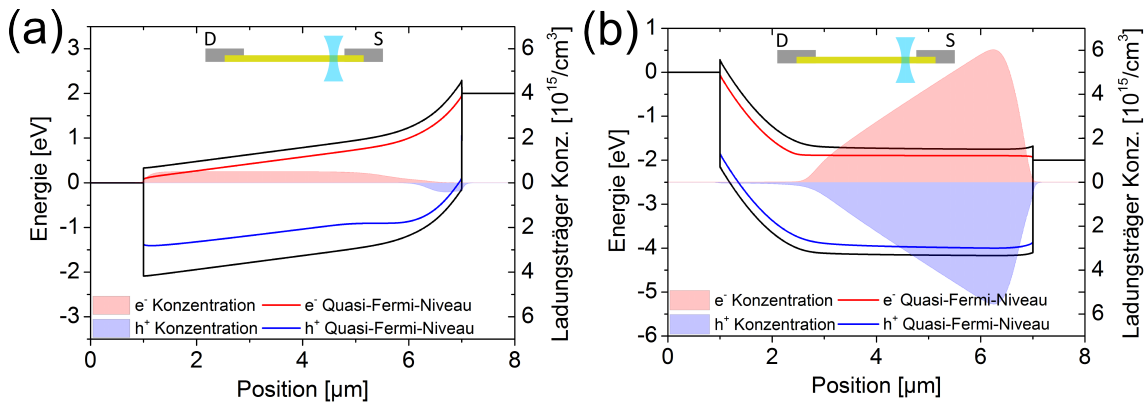 (a)
D
S
3
2
1
0
-1
-2
-3
Energie [eV]
6
4
2
0
2
4
6
Ladungsträger Konz. [10¹⁵/cm³]
e⁻ Konzentration
e⁻ Quasi-Fermi-Niveau
h⁺ Konzentration
h⁺ Quasi-Fermi-Niveau
0
2
4
6
8
Position [µm]
(b)
D
S
1
0
-1
-2
-3
-4
-5
-6
Energie [eV]
6
4
2
0
2
4
6
Ladungsträger Konz. [10¹⁵/cm³]
e⁻ Konzentration
e⁻ Quasi-Fermi-Niveau
h⁺ Konzentration
h⁺ Quasi-Fermi-Niveau
0
2
4
6
8
Position [µm]